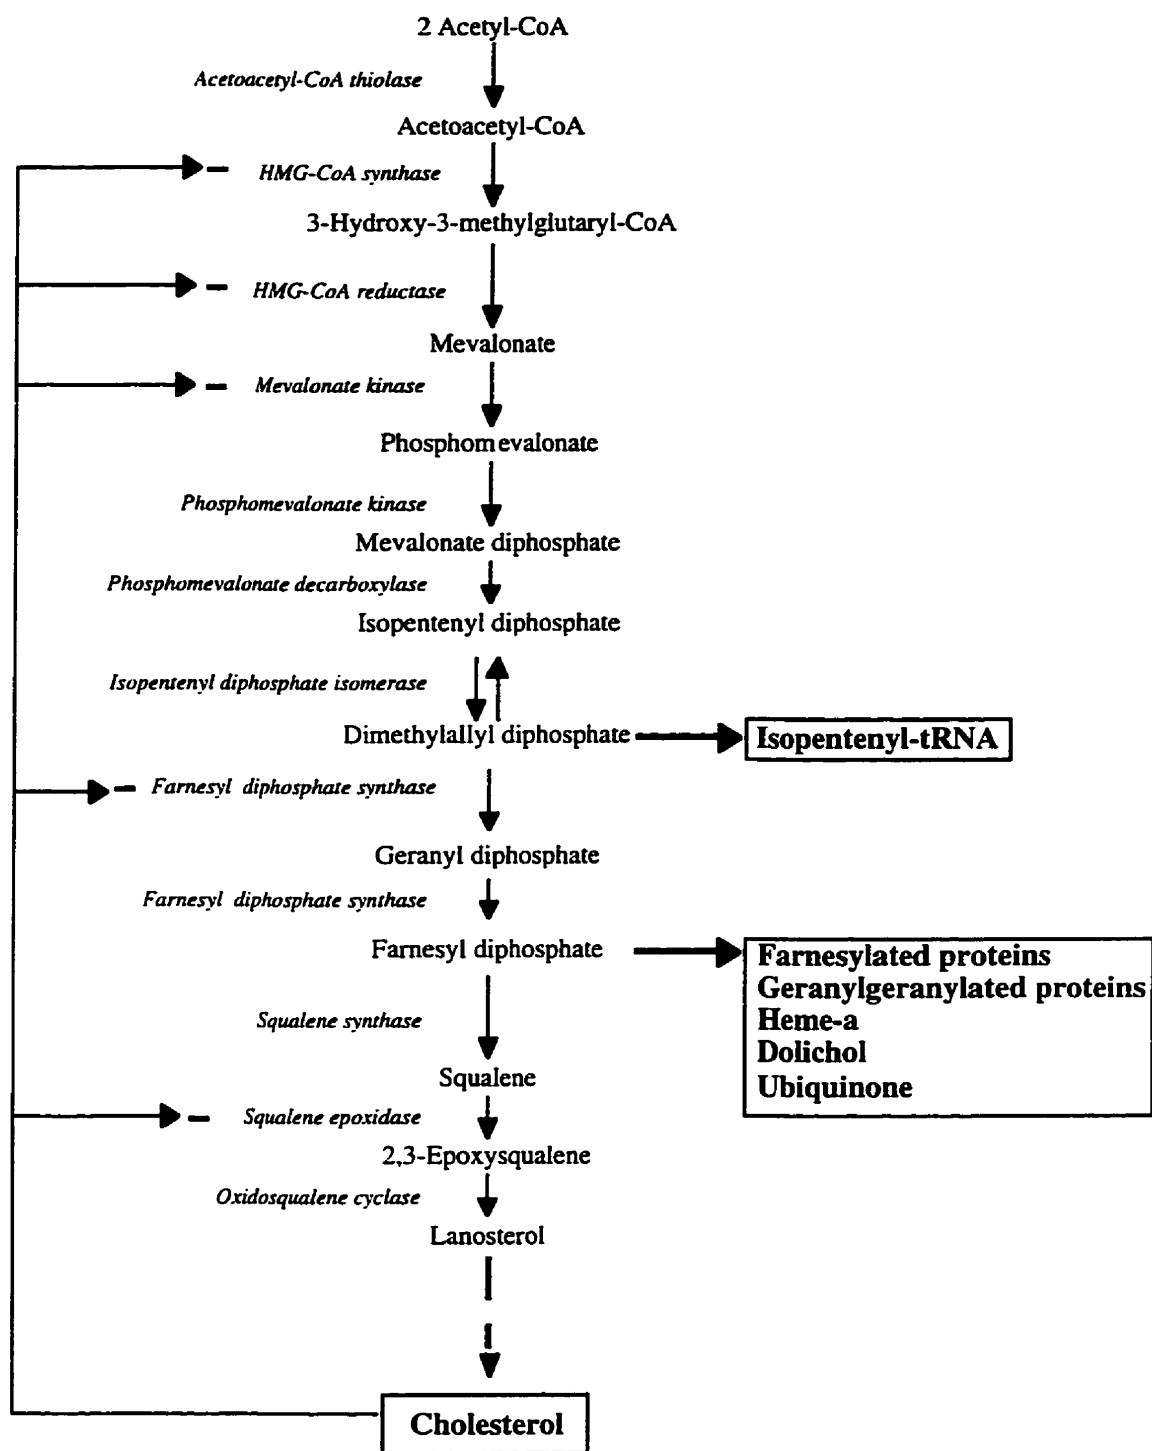 2 Acetyl-CoA
Acetoacetyl-CoA thiolase
Acetoacetyl-CoA
HMG-CoA synthase
3-Hydroxy-3-methylglutaryl-CoA
HMG-CoA reductase
Mevalonate
Mevalonate kinase
Phosphomevalonate
Phosphomevalonate kinase
Mevalonate diphosphate
Phosphomevalonate decarboxylase
Isopentenyl diphosphate
Isopentenyl diphosphate isomerase
Dimethylallyl diphosphate
Isopentenyl-tRNA
Farnesyl diphosphate synthase
Geranyl diphosphate
Farnesyl diphosphate synthase
Farnesyl diphosphate
Farnesylated proteins
Geranylgeranylated proteins
Heme-a
Dolichol
Ubiquinone
Squalene synthase
Squalene
Squalene epoxidase
2,3-Epoxysqualene
Oxidosqualene cyclase
Lanosterol
Cholesterol